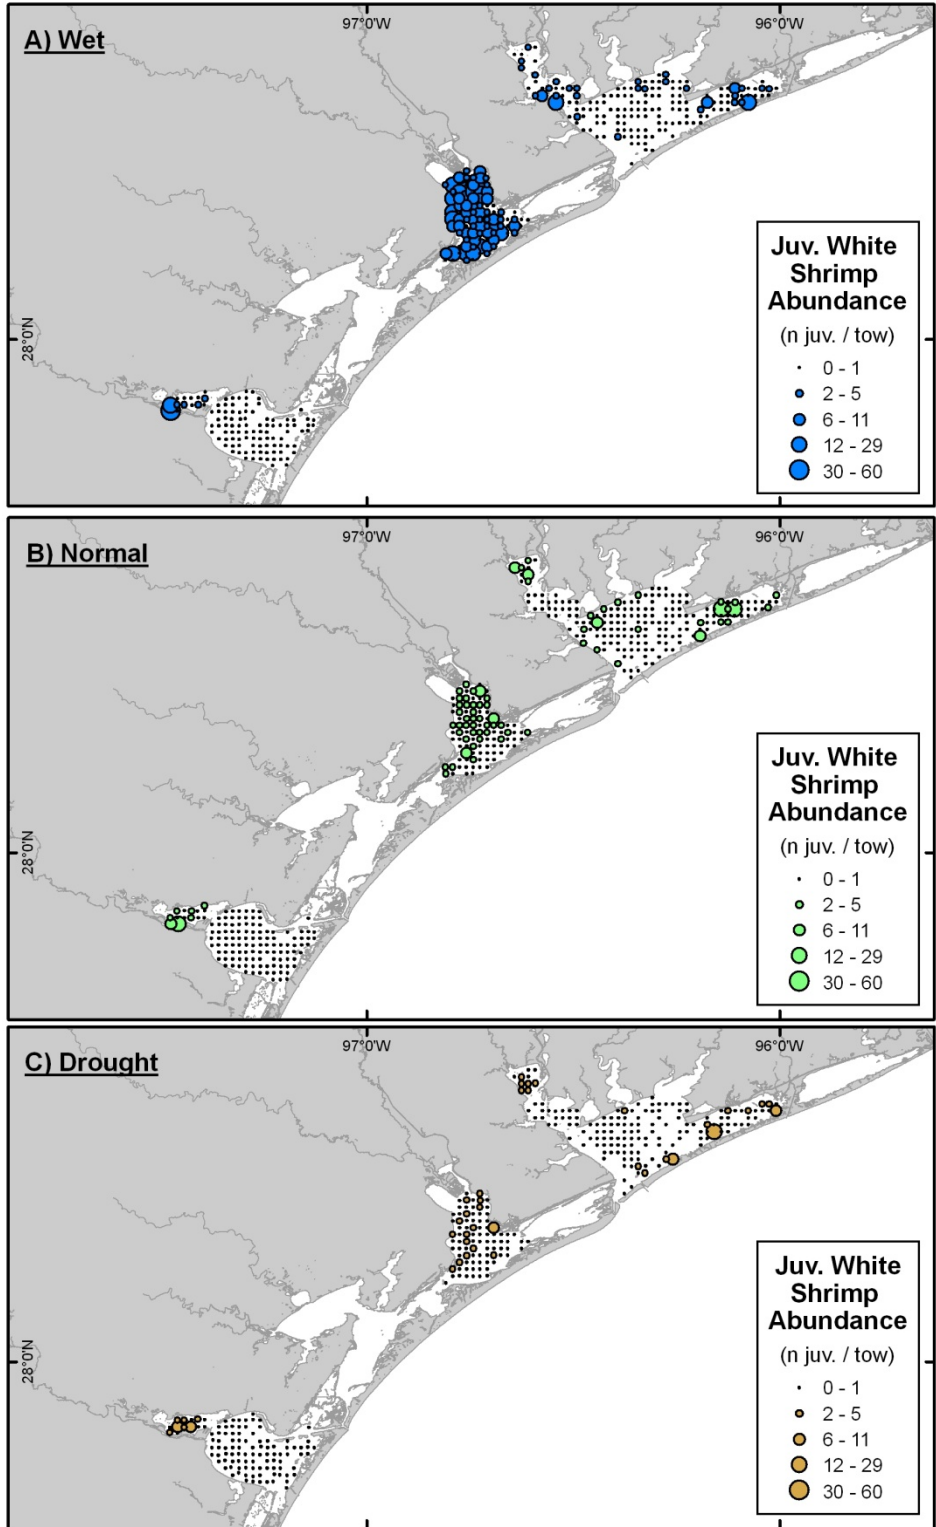 A) Wet
97°0'W
96°0'W
28°0'N
Juv. White
Shrimp
Abundance
(n juv. / tow)
0 - 1
2 - 5
6 - 11
12 - 29
30 - 60
B) Normal
97°0'W
96°0'W
28°0'N
Juv. White
Shrimp
Abundance
(n juv. / tow)
0 - 1
2 - 5
6 - 11
12 - 29
30 - 60
C) Drought
97°0'W
96°0'W
28°0'N
Juv. White
Shrimp
Abundance
(n juv. / tow)
0 - 1
2 - 5
6 - 11
12 - 29
30 - 60